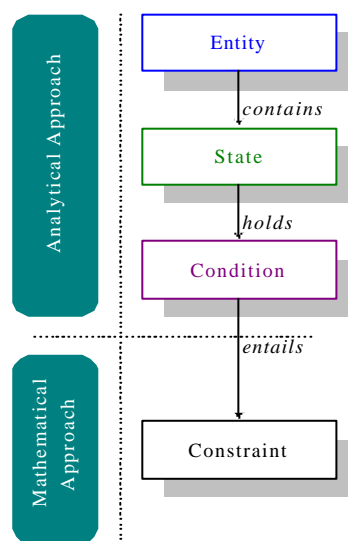 Analytical Approach
Entity
contains
State
holds
Condition
entails
Mathematical
Approach
Constraint